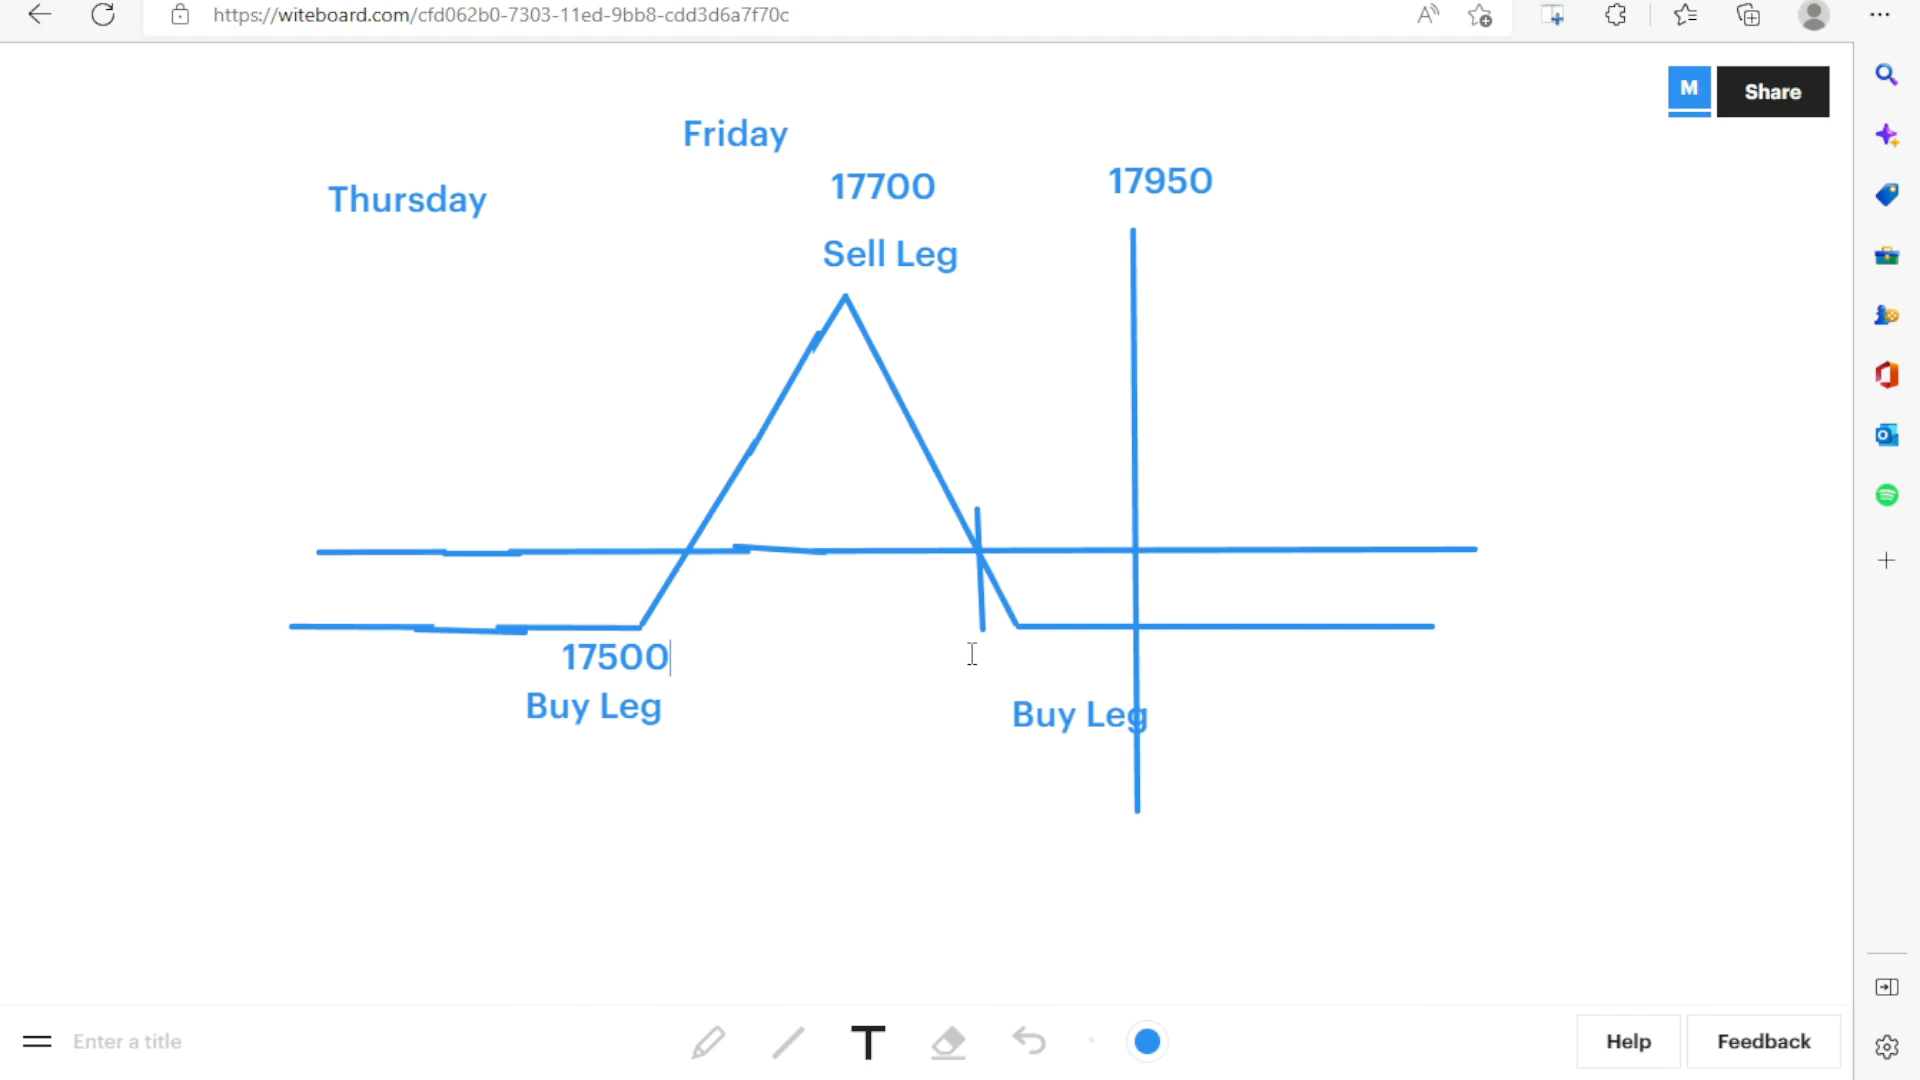 https://witeboard.com/cfd062b0-7303-11ed-9bb8-cdd3d6a7f70c
M
Share
Friday
Thursday
17700
17950
Sell Leg
17500
Buy Leg
Buy Leg
Enter a title
T
Help
Feedback